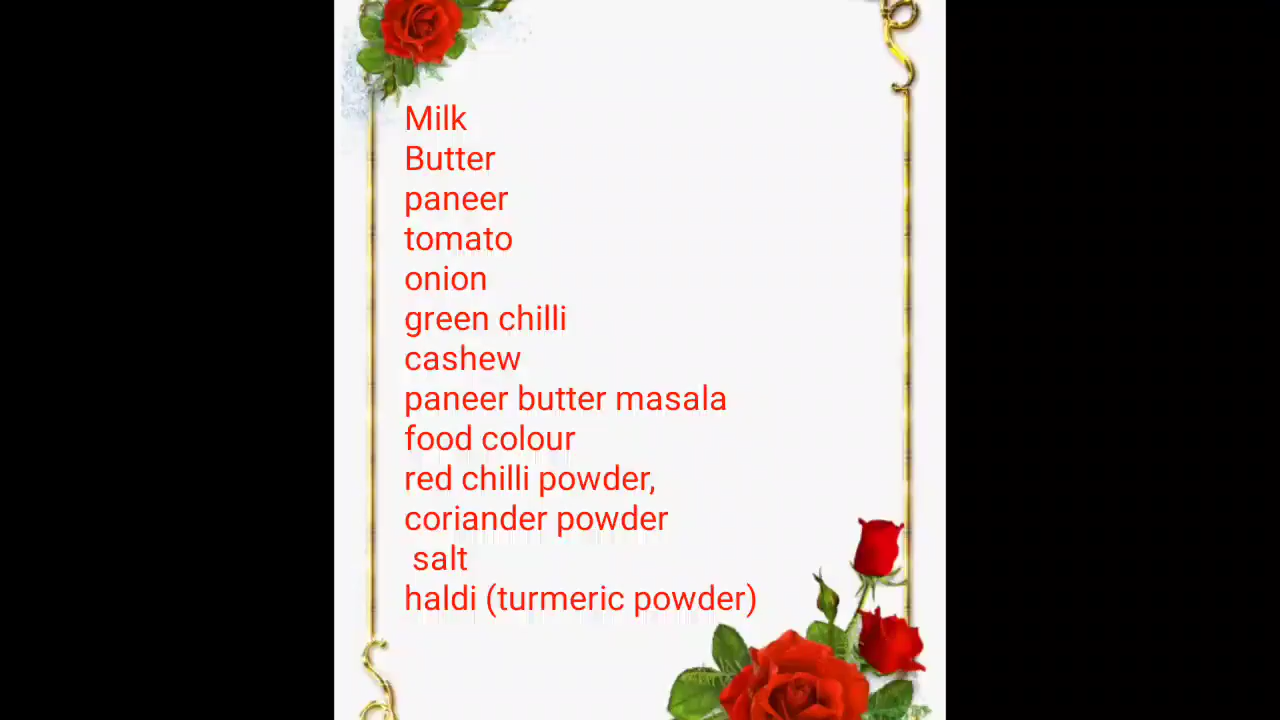 Milk
Butter
paneer
tomato
onion
green chilli
cashew
paneer butter masala
food colour
red chilli powder,
coriander powder
salt
haldi (turmeric powder)